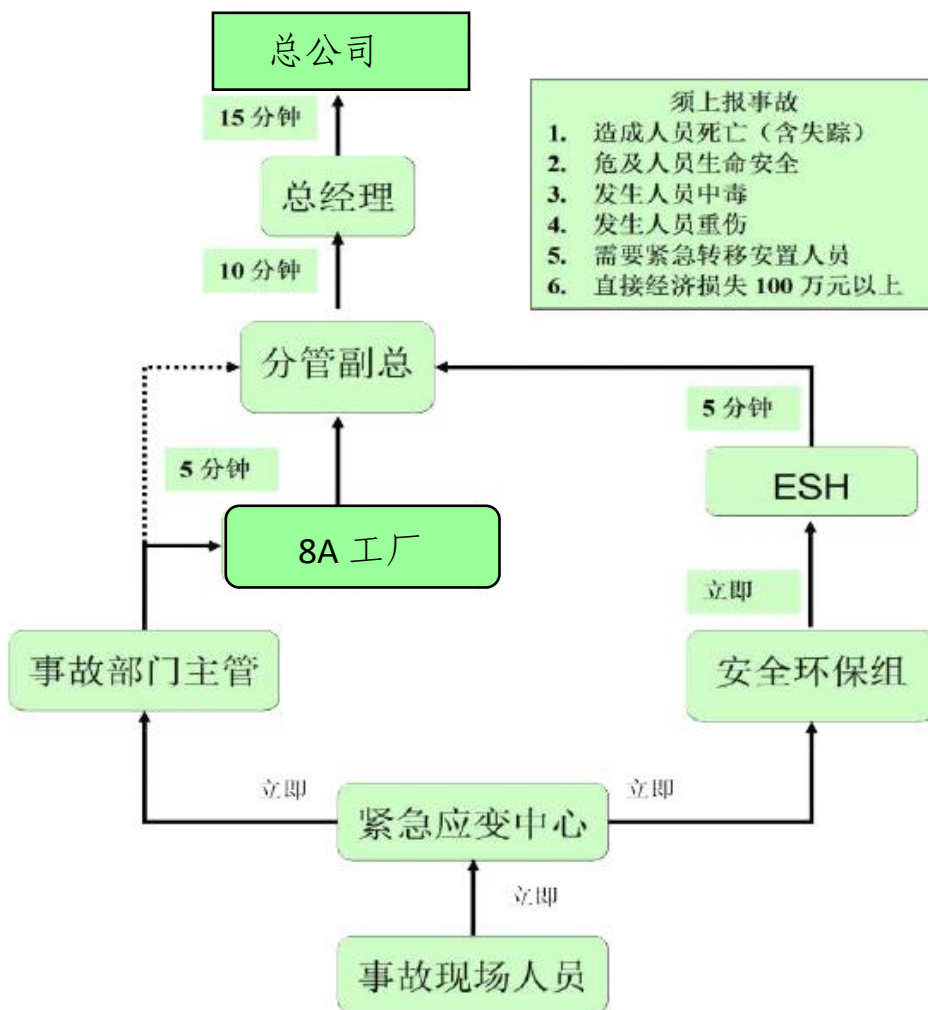 总公司
15 分钟
须上报事故
1. 造成人员死亡（含失踪）
2. 危及人员生命安全
3. 发生人员中毒
4. 发生人员重伤
5. 需要紧急转移安置人员
6. 直接经济损失 100 万元以上
总经理
10 分钟
分管副总
5 分钟
5 分钟
ESH
8A 工厂
立即
事故部门主管
安全环保组
立即
立即
紧急应变中心
立即
事故现场人员